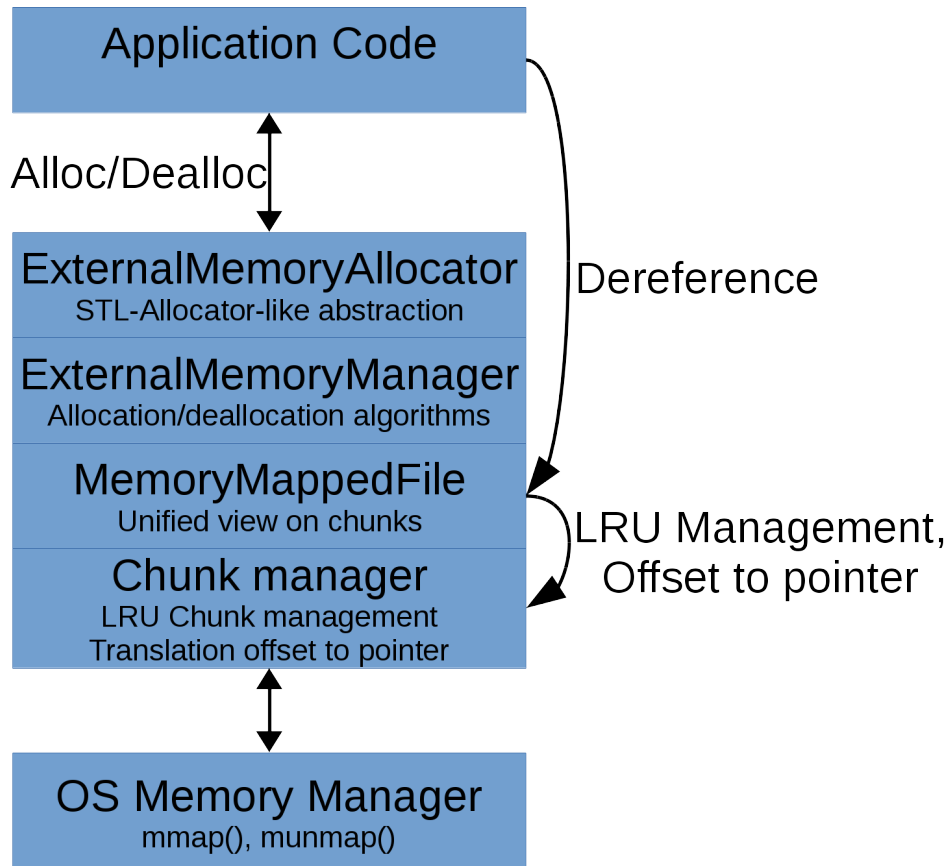 Application Code
Alloc/Dealloc
ExternalMemoryAllocator
STL-Allocator-like abstraction
Dereference
ExternalMemoryManager
Allocation/deallocation algorithms
MemoryMappedFile
Unified view on chunks
LRU Management,
Offset to pointer
Chunk manager
LRU Chunk management
Translation offset to pointer
OS Memory Manager
mmap(), munmap()